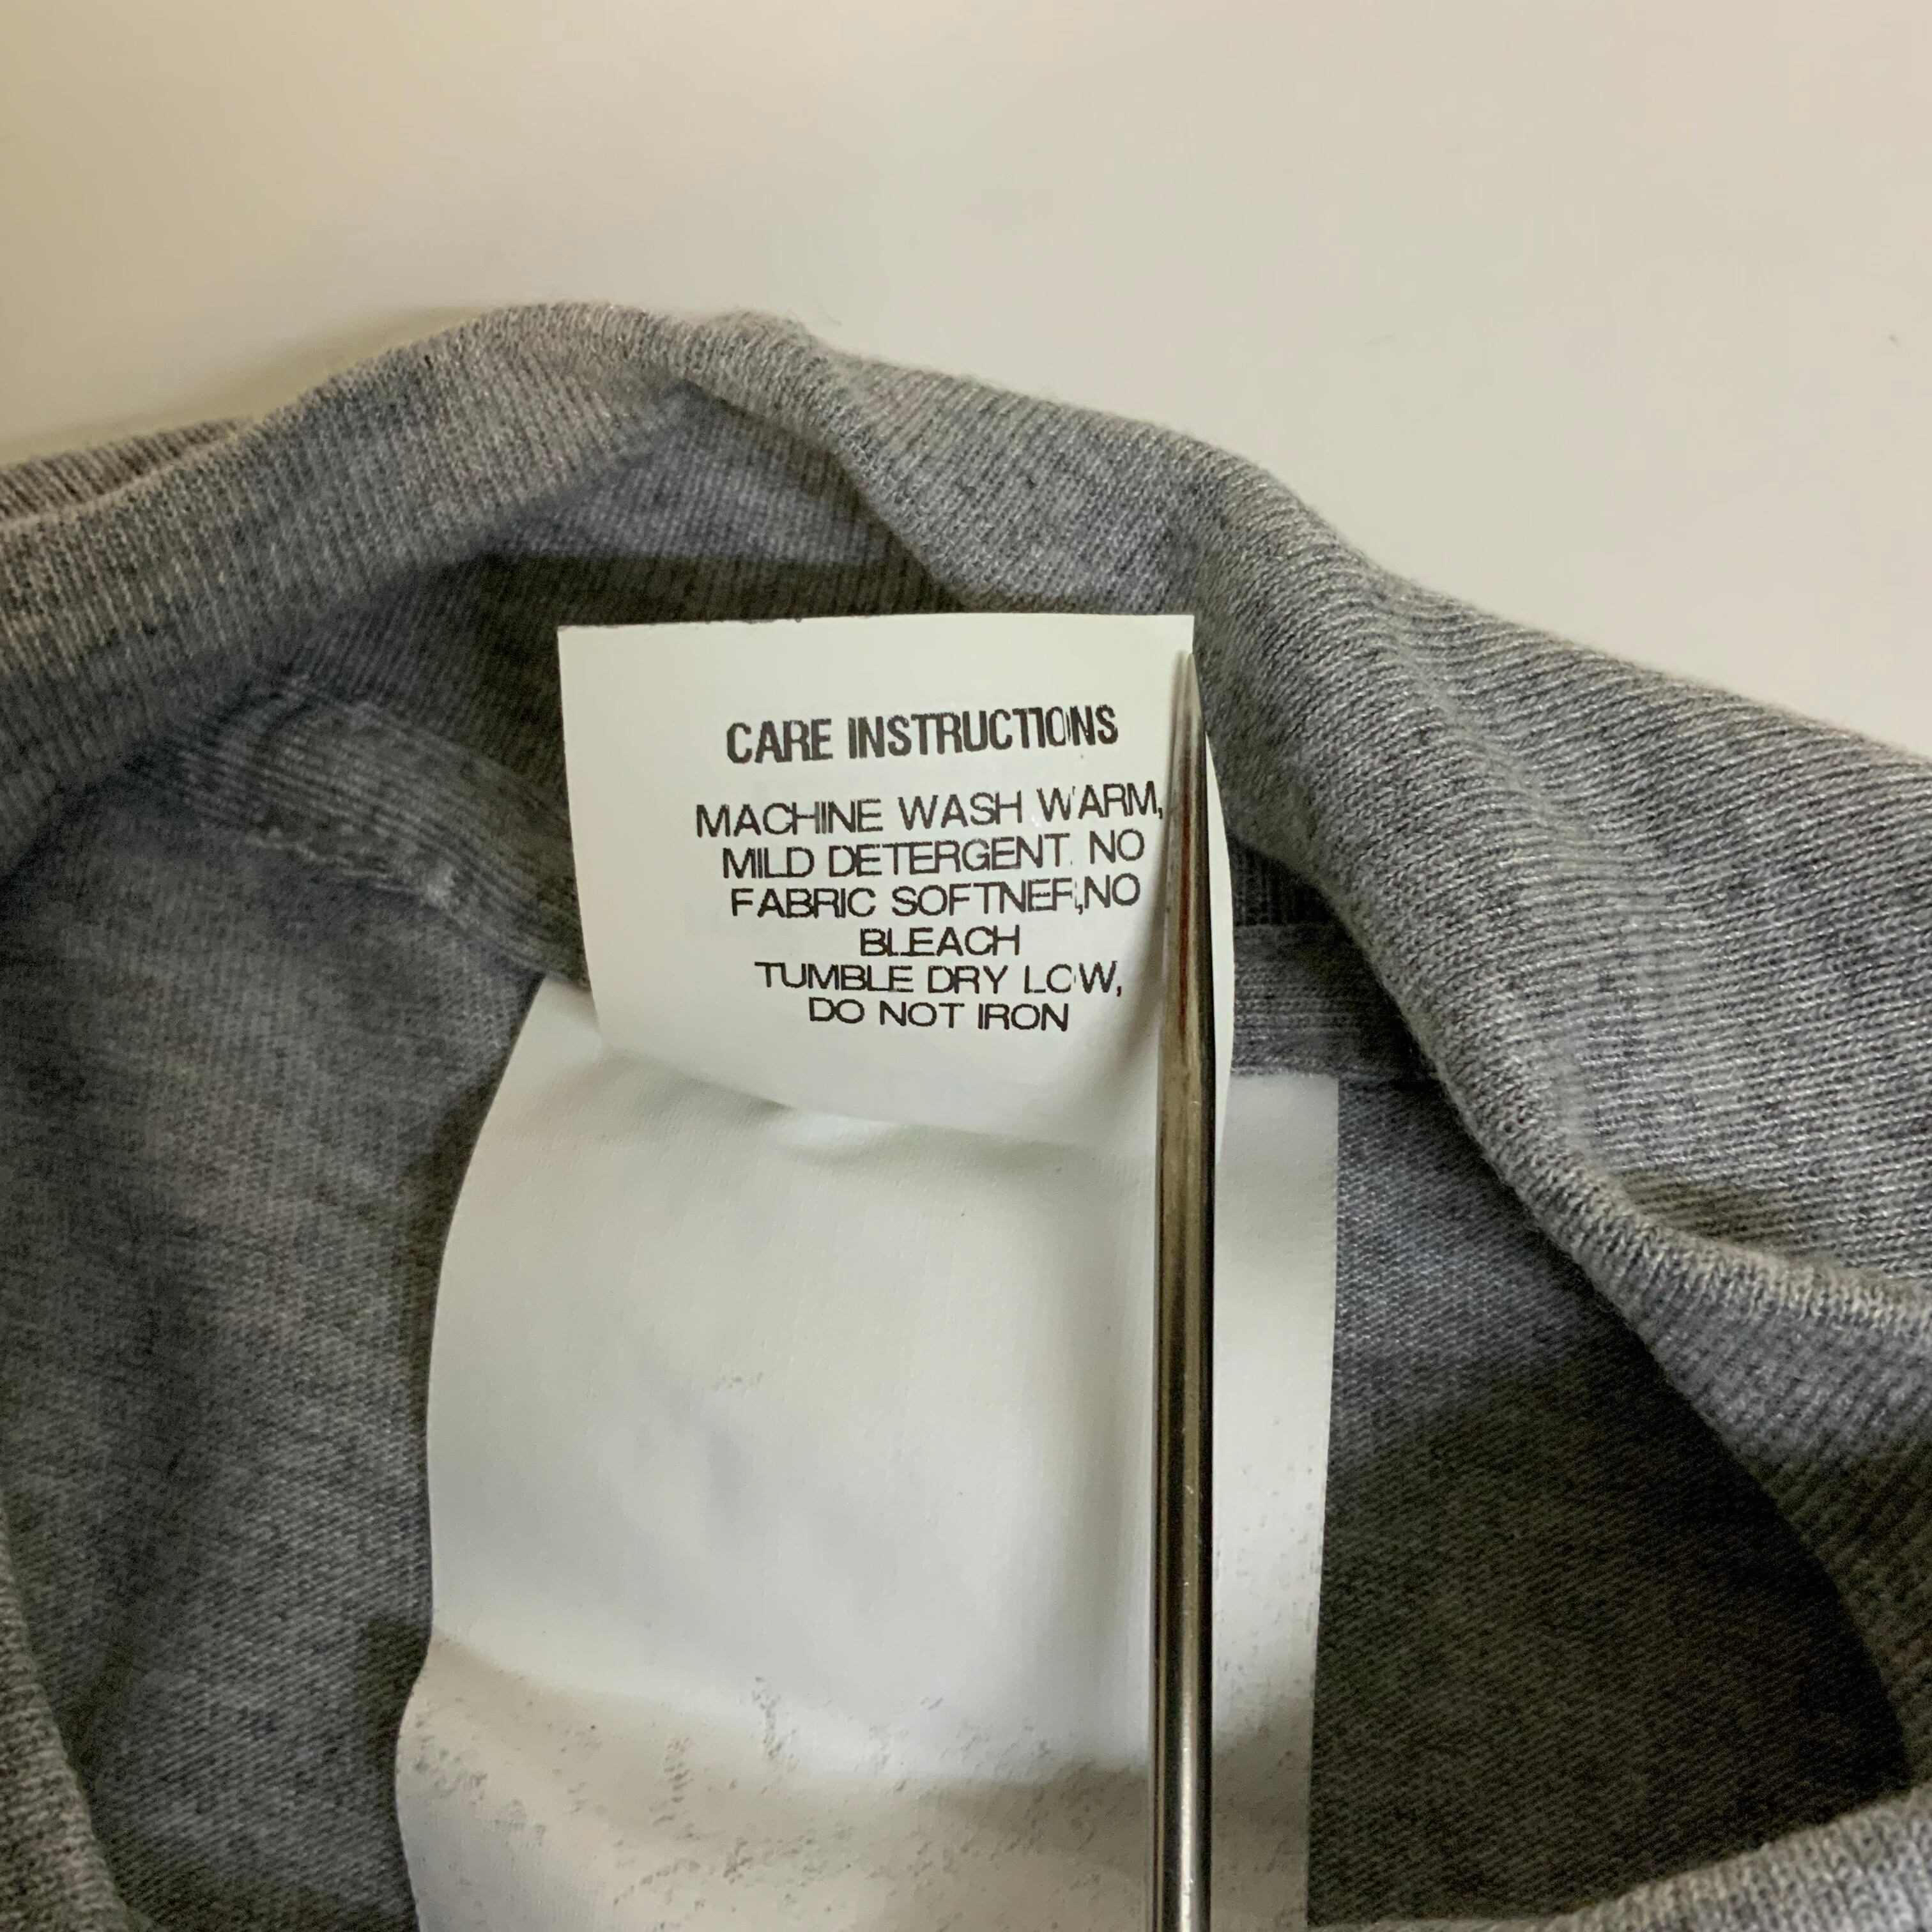 CARE INSTRUCTIONS
MACHINE WASH WARM,
MILD DETERGENT, NO
FABRIC SOFTNER,NO
BLEACH
TUMBLE DRY LOW,
DO NOT IRON